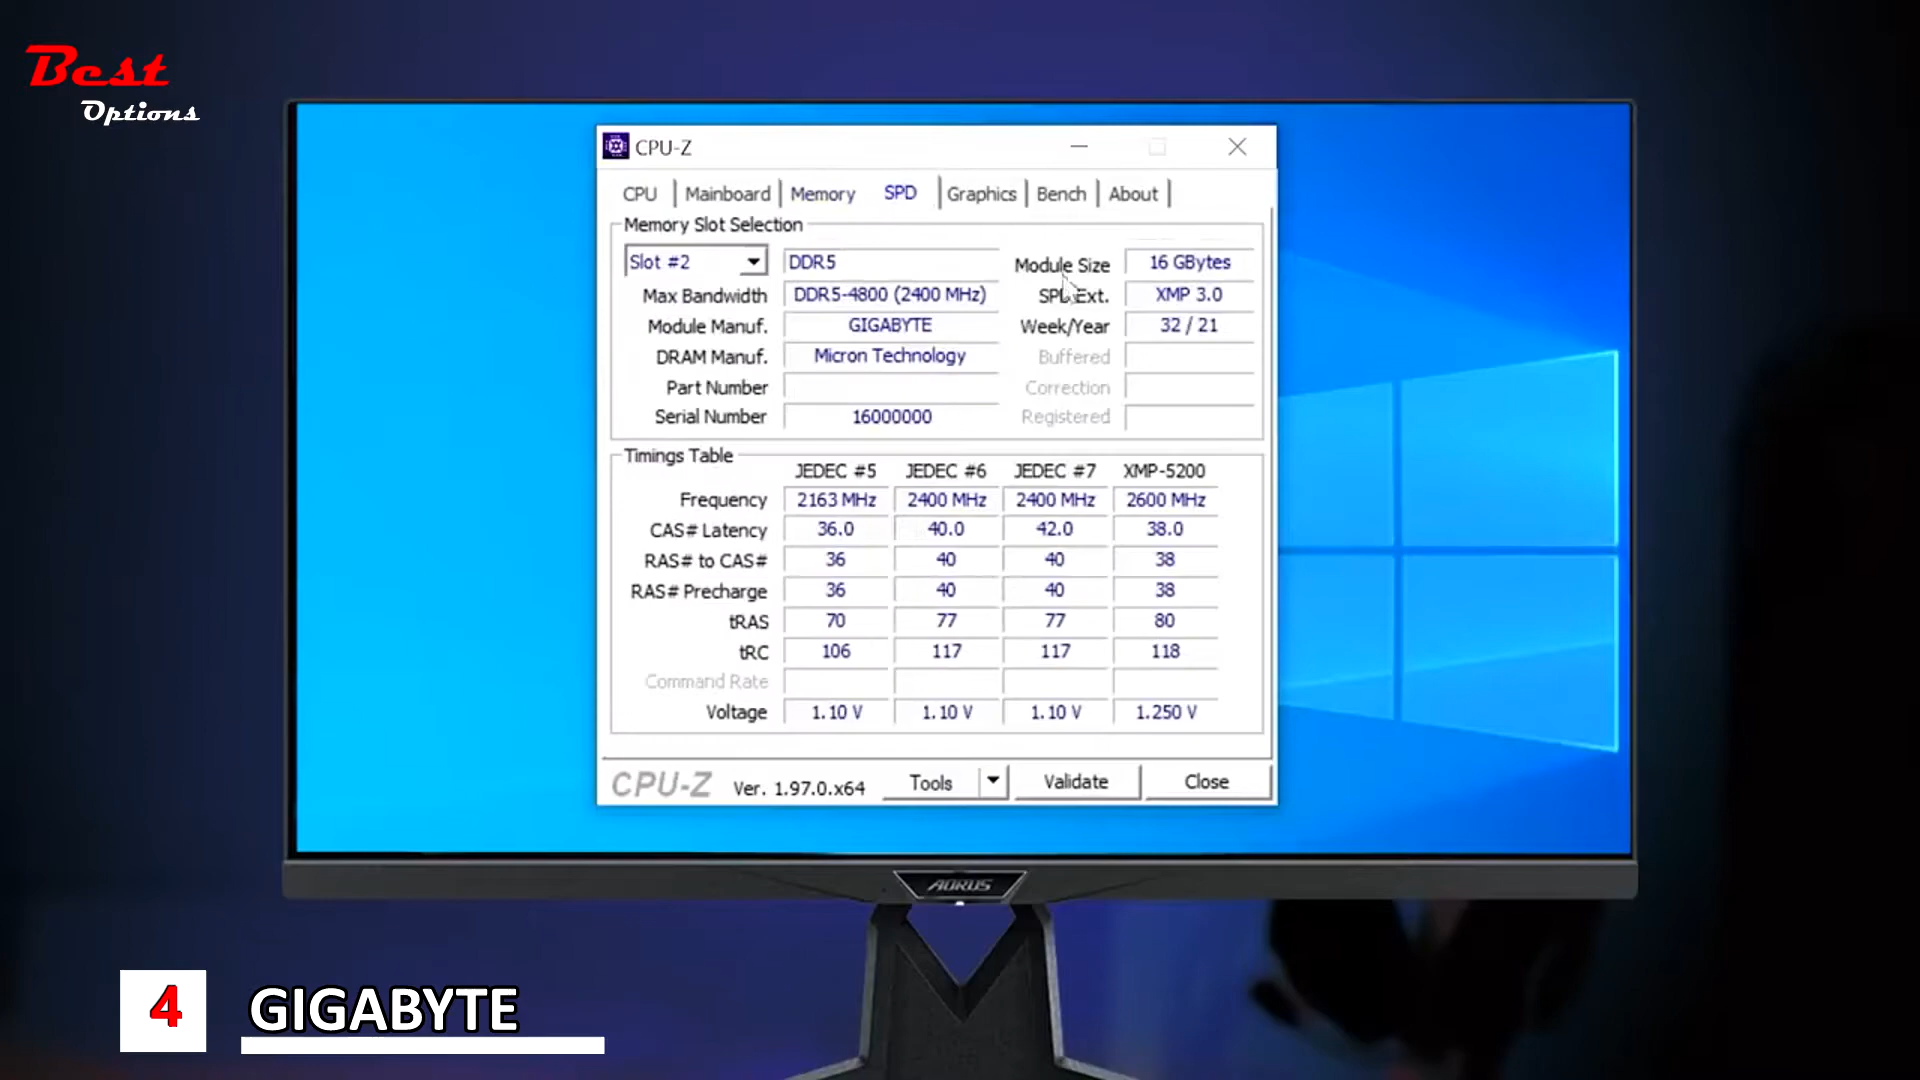 Best
Options
CPU-Z
CPU Mainboard Memory SPD Graphics Bench About
Memory Slot Selection
Slot #2 DDR5 Module Size 16 GBytes
Max Bandwidth DDR5-4800 (2400 MHz) SPD Ext. XMP 3.0
Module Manuf. GIGABYTE Week/Year 32 / 21
DRAM Manuf. Micron Technology Buffered
Part Number Correction
Serial Number 16000000 Registered
Timings Table
JEDEC #5 JEDEC #6 JEDEC #7 XMP-5200
Frequency 2163 MHz 2400 MHz 2400 MHz 2600 MHz
CAS# Latency 36.0 40.0 42.0 38.0
RAS# to CAS# 36 40 40 38
RAS# Precharge 36 40 40 38
tRAS 70 77 77 80
tRC 106 117 117 118
Command Rate
Voltage 1.10 V 1.10 V 1.10 V 1.250 V
CPU-Z Ver. 1.97.0.x64 Tools Validate Close
AORUS
4 GIGABYTE